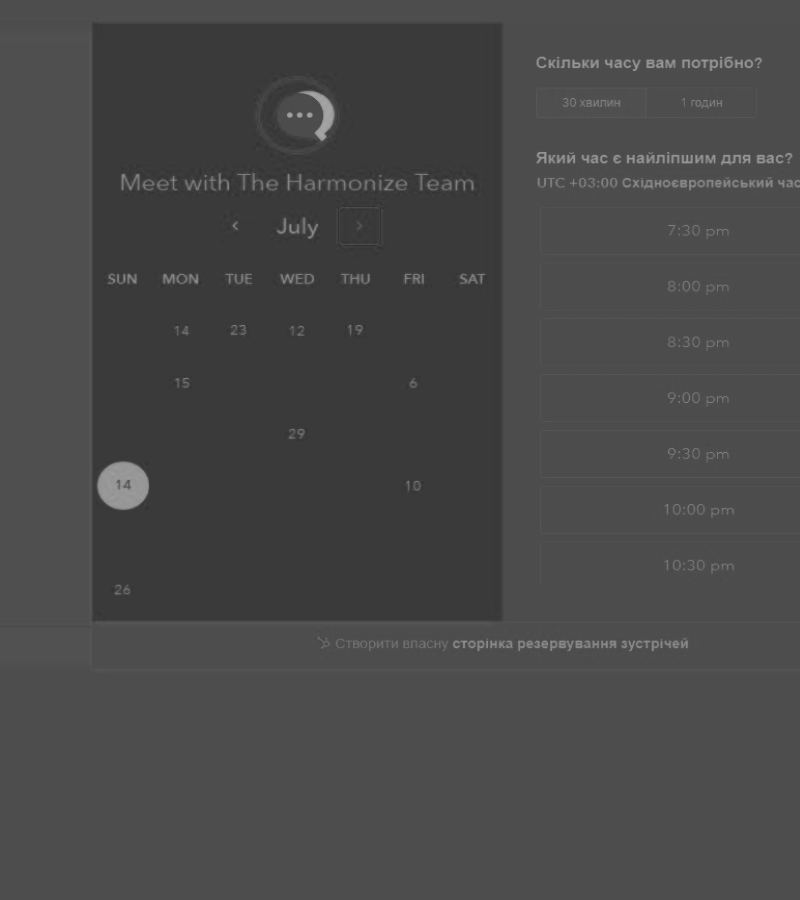 Meet with The Harmonize Team
July
SUN MON TUE WED THU FRI SAT
14 23 12 19
15 6
29
14 10
26
Скільки часу вам потрібно?
30 хвилин 1 годин
Який час є найліпшим для вас?
UTC +03:00 Східноєвропейський час
7:30 pm
8:00 pm
8:30 pm
9:00 pm
9:30 pm
10:00 pm
10:30 pm
Створити власну сторінка резервування зустрічей